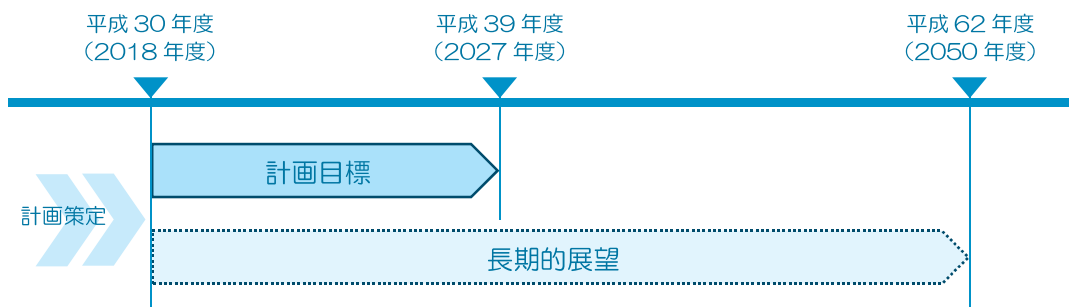 平成 30 年度
（2018 年度）
平成 39 年度
（2027 年度）
平成 62 年度
（2050 年度）
計画目標
計画策定
長期的展望